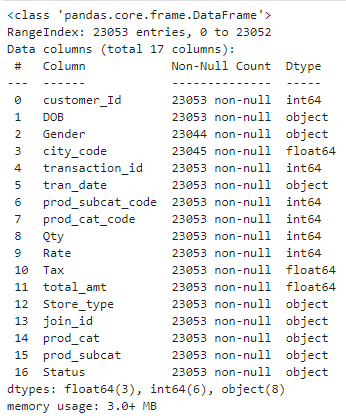 <class 'pandas.core.frame.DataFrame'>
RangeIndex: 23053 entries, 0 to 23052
Data columns (total 17 columns):
 #   Column           Non-Null Count  Dtype
---  ------           --------------  -----
 0   customer_Id      23053 non-null  int64
 1   DOB              23053 non-null  object
 2   Gender           23044 non-null  object
 3   city_code        23045 non-null  float64
 4   transaction_id   23053 non-null  int64
 5   tran_date        23053 non-null  object
 6   prod_subcat_code 23053 non-null  int64
 7   prod_cat_code    23053 non-null  int64
 8   Qty              23053 non-null  int64
 9   Rate             23053 non-null  int64
 10  Tax              23053 non-null  float64
 11  total_amt        23053 non-null  float64
 12  Store_type       23053 non-null  object
 13  join_id          23053 non-null  object
 14  prod_cat         23053 non-null  object
 15  prod_subcat      23053 non-null  object
 16  Status           23053 non-null  object
dtypes: float64(3), int64(6), object(8)
memory usage: 3.0+ MB